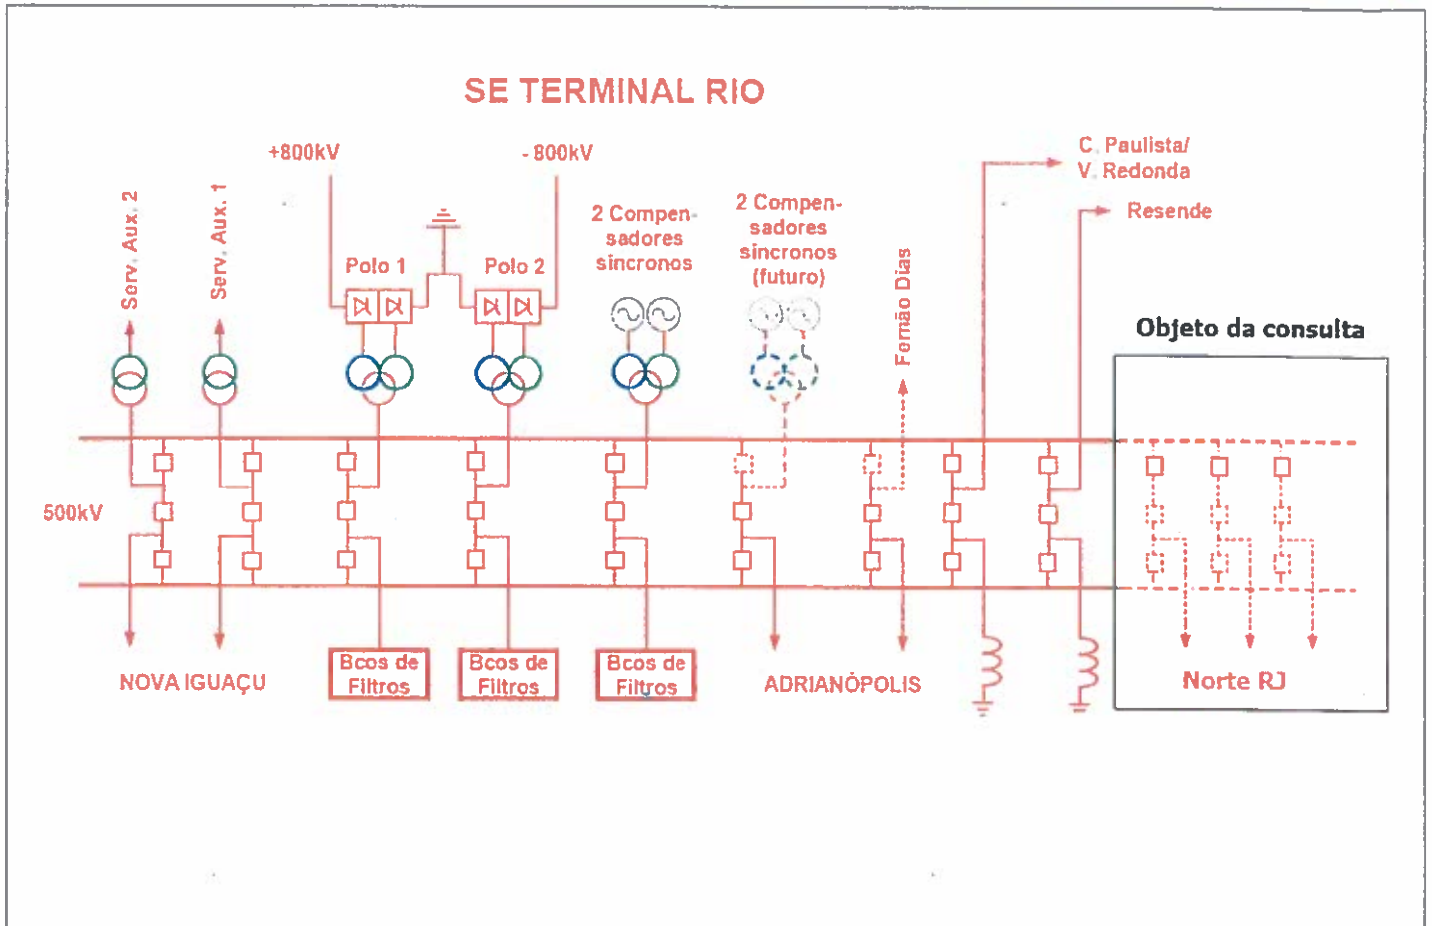 SE TERMINAL RIO
+800kV
- 800kV
C. Paulista/
V. Redonda
Resende
Serv. Aux. 2
Serv. Aux. 1
Polo 1
Polo 2
2 Compen-
sadores
síncronos
2 Compen-
sadores
síncronos
(futuro)
Fernão Dias
Objeto da consulta
500kV
NOVA IGUAÇU
Bcos de
Filtros
Bcos de
Filtros
Bcos de
Filtros
ADRIANÓPOLIS
Norte RJ